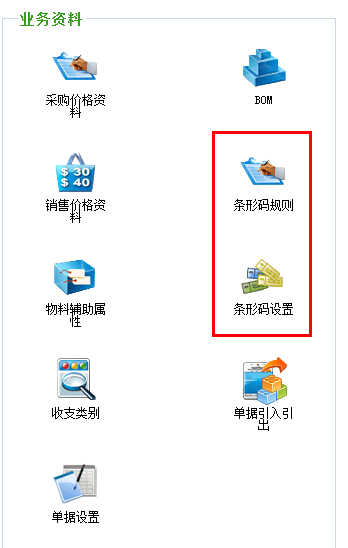 业务资料
采购价格资
料
BOM
$ 30
$ 40
销售价格资
料
条形码规则
物料辅助属
性
条形码设置
收支类别
单据引入引
出
单据设置